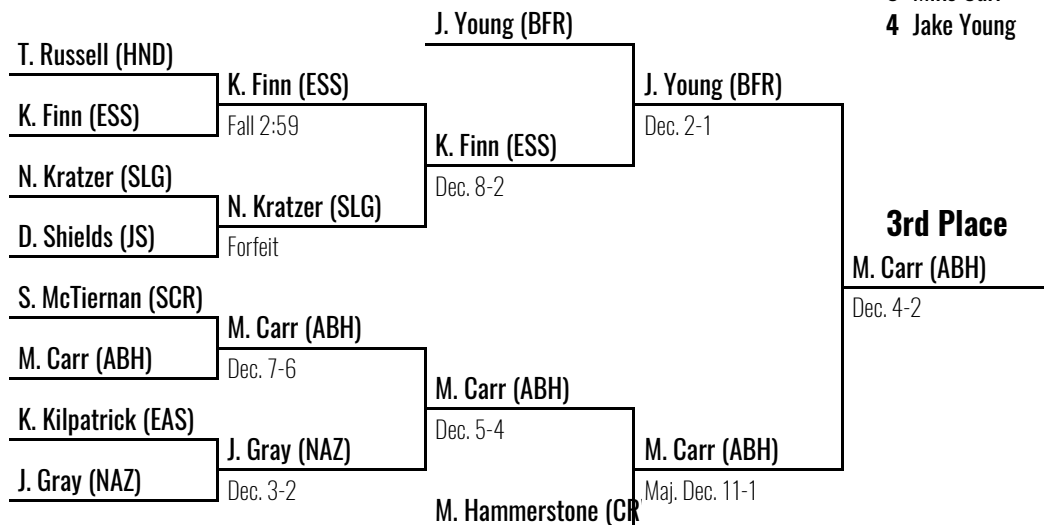 4 Jake Young
J. Young (BFR)
T. Russell (HND)
K. Finn (ESS)
K. Finn (ESS)
Fall 2:59
J. Young (BFR)
Dec. 2-1
K. Finn (ESS)
Dec. 8-2
N. Kratzer (SLG)
N. Kratzer (SLG)
Forfeit
D. Shields (JS)
3rd Place
M. Carr (ABH)
Dec. 4-2
S. McTiernan (SCR)
M. Carr (ABH)
Dec. 7-6
M. Carr (ABH)
M. Carr (ABH)
Dec. 5-4
K. Kilpatrick (EAS)
J. Gray (NAZ)
Dec. 3-2
J. Gray (NAZ)
M. Carr (ABH)
Maj. Dec. 11-1
M. Hammerstone (CR